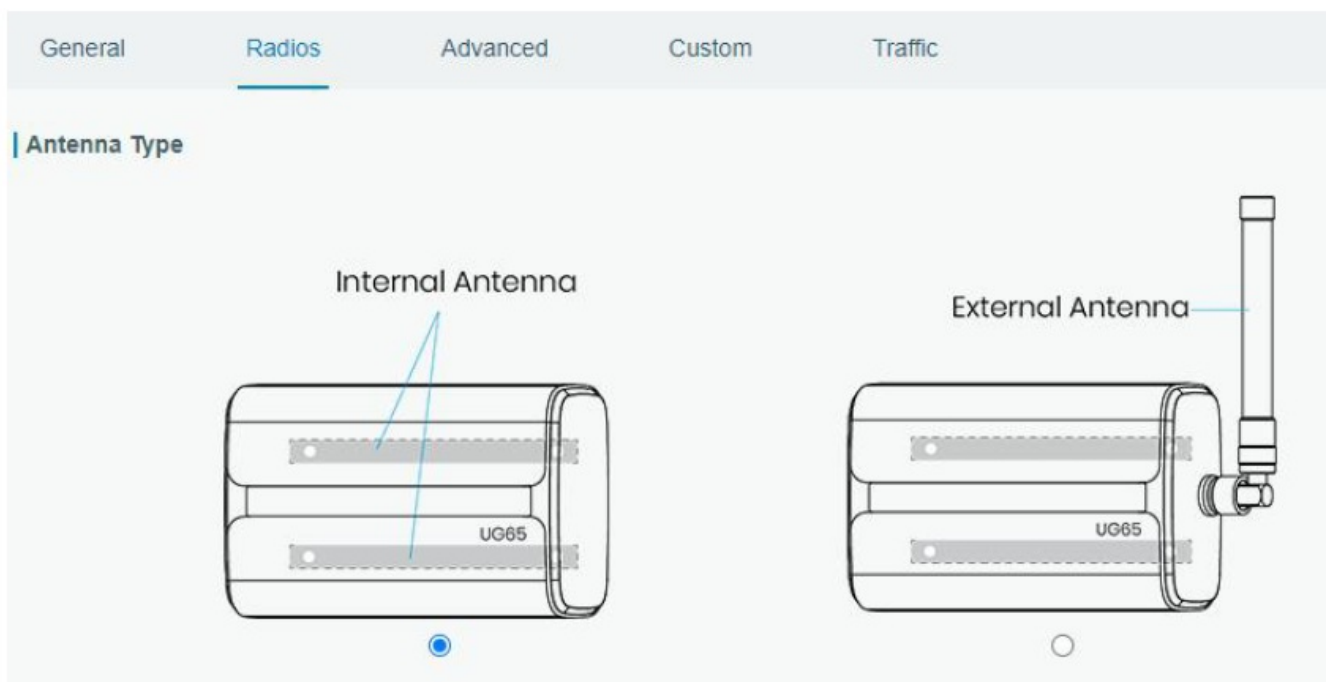 General Radios Advanced Custom Traffic
Antenna Type
Internal Antenna
External Antenna
UG65
UG65